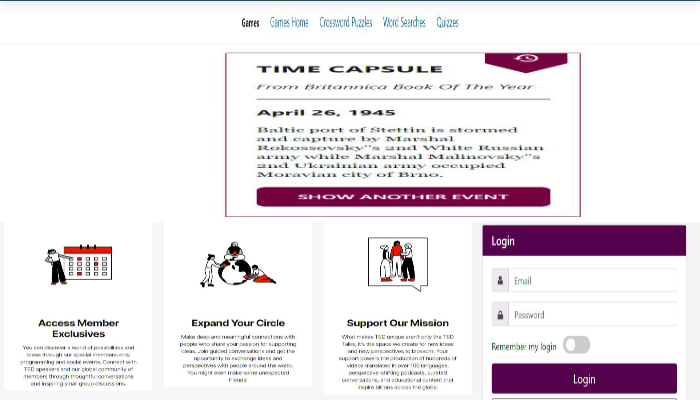 Games Games Home Crossword Puzzles Word Searches Quizzes
TIME CAPSULE
From Britannica Book Of The Year
April 26, 1945
Baltic port of Stettin is stormed
and capture by Marshal
Rokossovsky"s 2nd White Russian
army while Marshal Malinovsky"s
2nd Ukrainian army occupied
Moravian city of Brno.
SHOW ANOTHER EVENT
Access Member
Exclusives
You can discover a world of possibilities and
ideas through our special members-only
programming and social events. Connect with
TED speakers and our global community of
members through thoughtful conversations
and inspiring small group discussions.
Expand Your Circle
Make deep and meaningful connections with
people who share your passion for supporting
ideas. Join guided conversations and get the
opportunity to exchange ideas and
perspectives with people around the world.
You might even make some unexpected
friends!
Support Our Mission
What makes TED unique aren't only the TED
Talks, it's the space we create for new ideas
and new perspectives to blossom. Your
support powers the production of hundreds of
videos translated in over 100 languages,
perspective-shifting podcasts, curated
conversations, and educational content that
inspire billions across the globe.
Login
Email
Password
Remember my login
Login